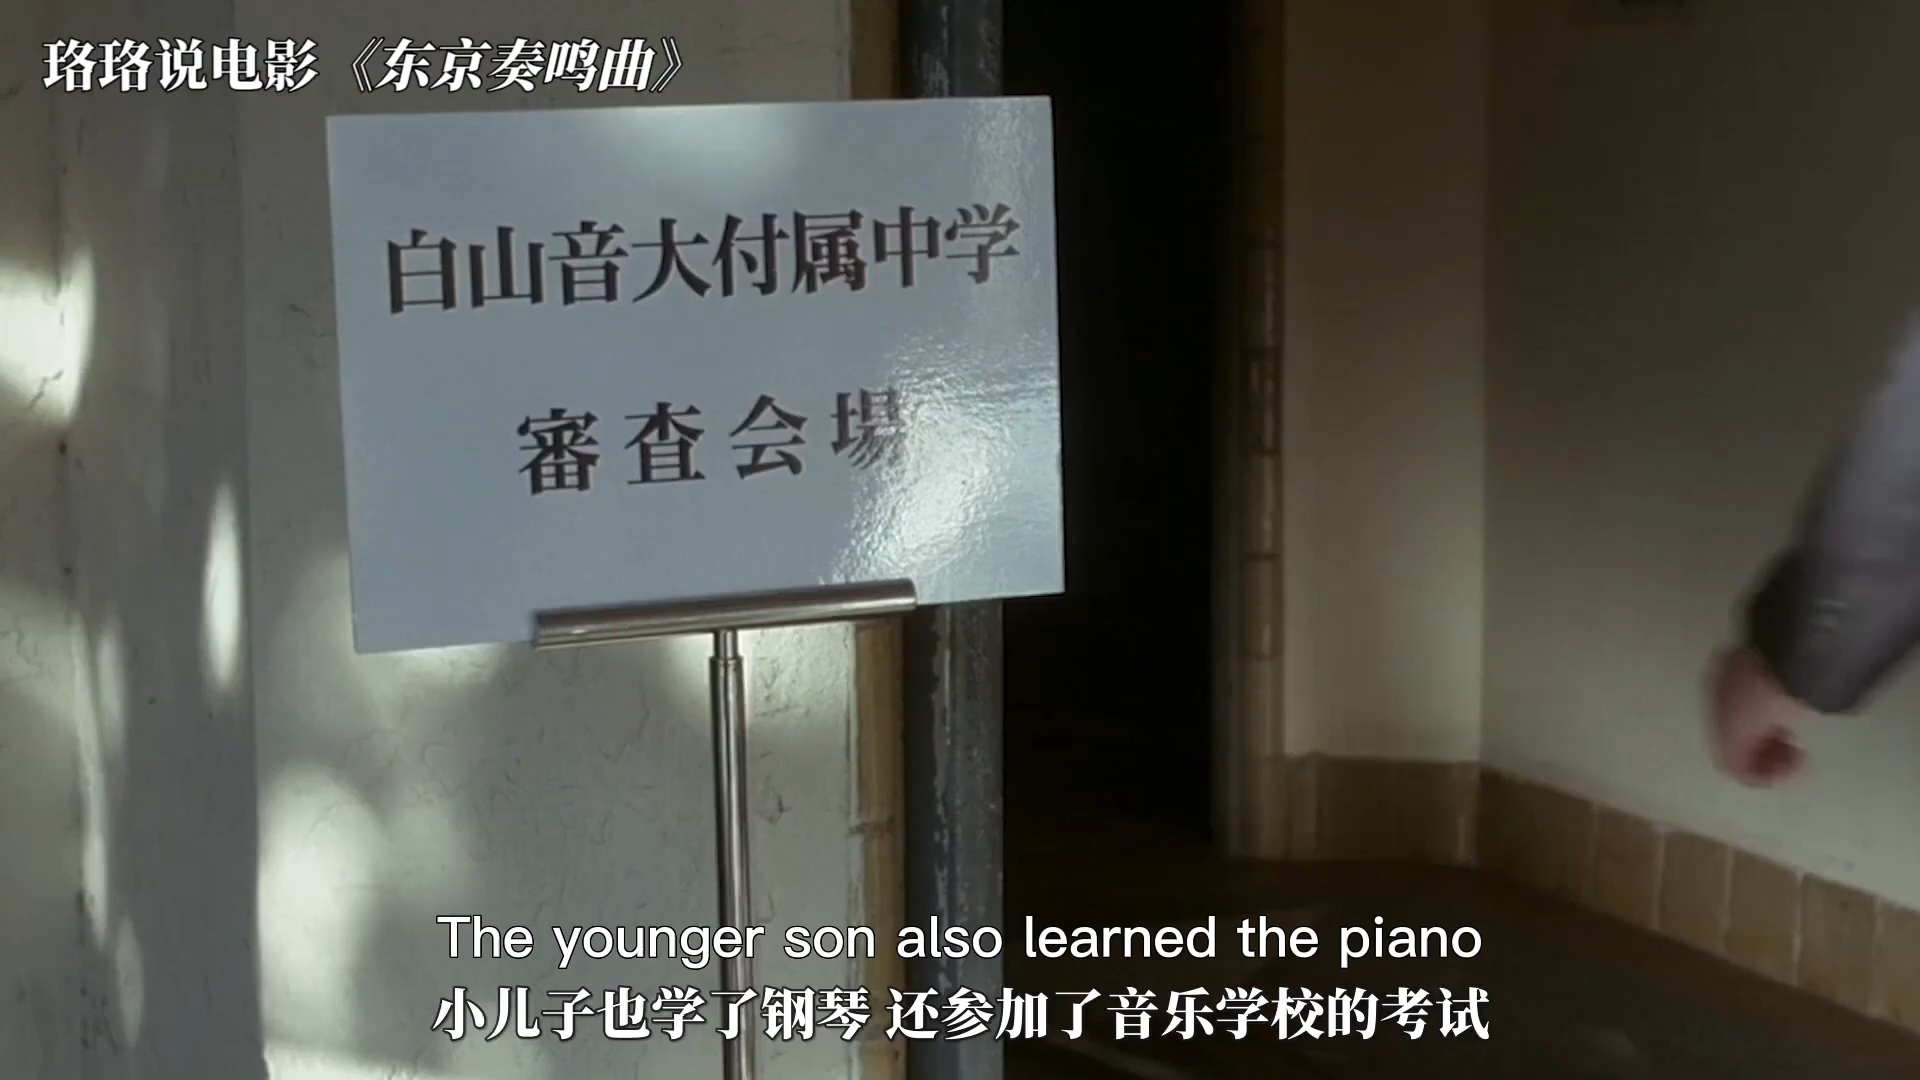 珞珞说电影《东京奏鸣曲》
白山音大付属中学
審査会場
The younger son also learned the piano
小儿子也学了钢琴 还参加了音乐学校的考试